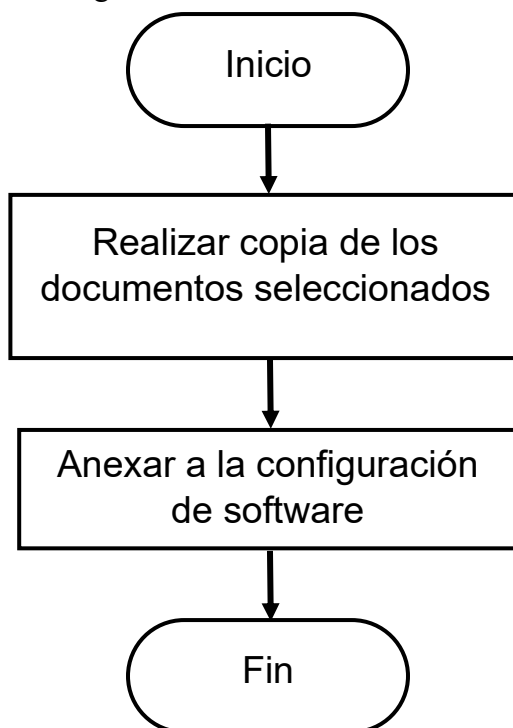 Inicio
Realizar copia de los
documentos seleccionados
Anexar a la configuración
de software
Fin